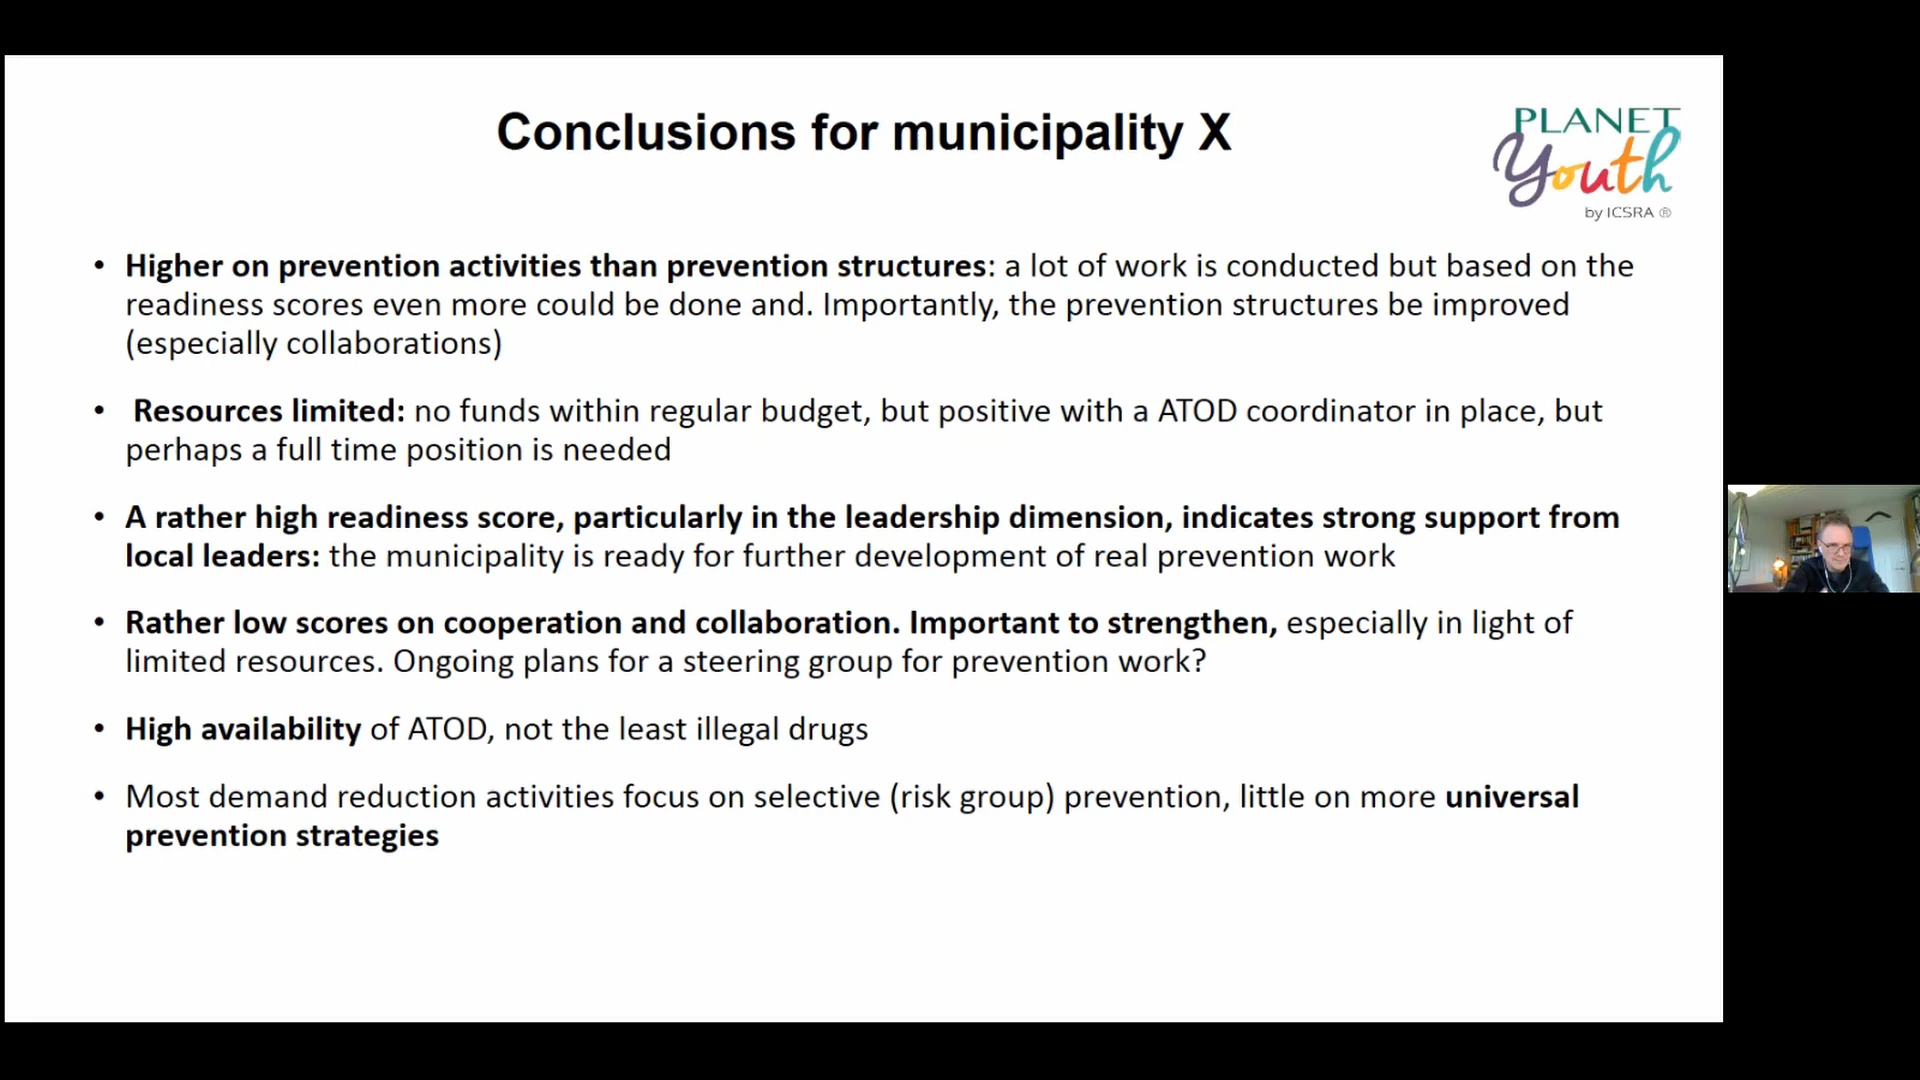 Conclusions for municipality X
PLANET
Youth
by ICSRA ®
• Higher on prevention activities than prevention structures: a lot of work is conducted but based on the
readiness scores even more could be done and. Importantly, the prevention structures be improved
(especially collaborations)
• Resources limited: no funds within regular budget, but positive with a ATOD coordinator in place, but
perhaps a full time position is needed
• A rather high readiness score, particularly in the leadership dimension, indicates strong support from
local leaders: the municipality is ready for further development of real prevention work
• Rather low scores on cooperation and collaboration. Important to strengthen, especially in light of
limited resources. Ongoing plans for a steering group for prevention work?
• High availability of ATOD, not the least illegal drugs
• Most demand reduction activities focus on selective (risk group) prevention, little on more universal
prevention strategies